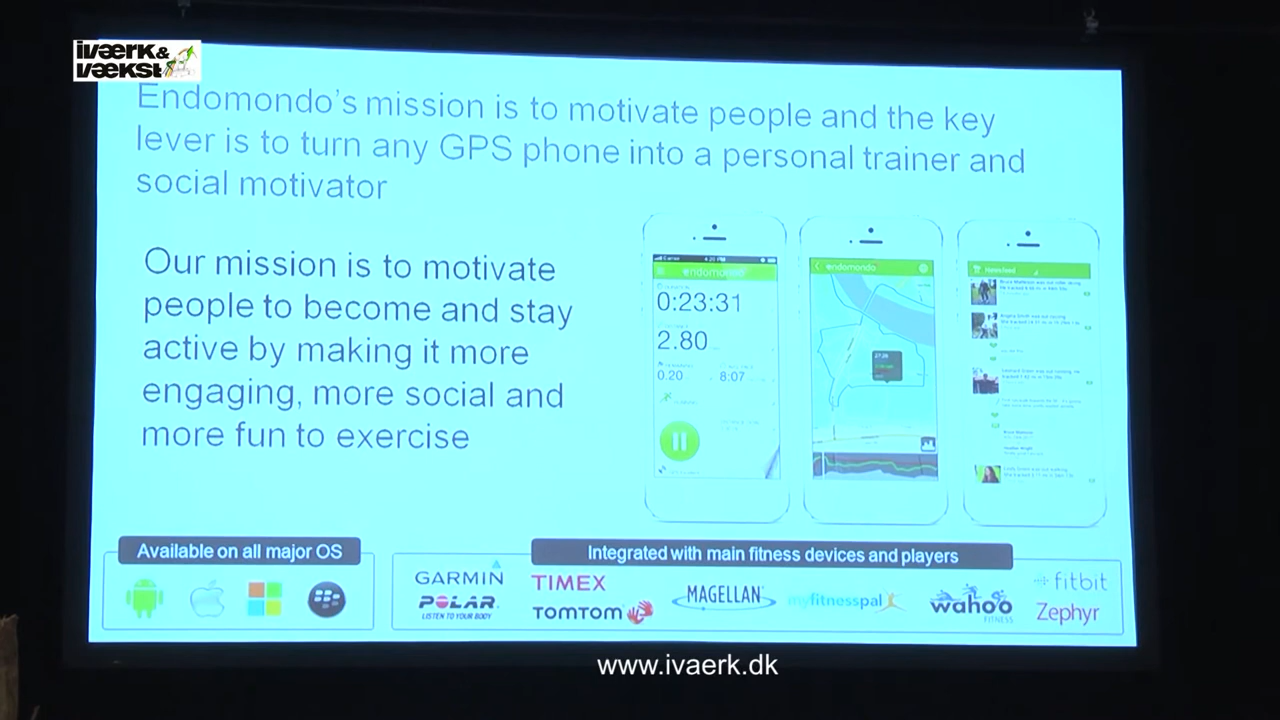 iværk&
vækst
Endomondo's mission is to motivate people and the key
lever is to turn any GPS phone into a personal trainer and
social motivator
Our mission is to motivate
people to become and stay
active by making it more
engaging, more social and
more fun to exercise
endomondo
0:23:31
2.80
0.20
8:07
endomondo
27:26
Newsfeed
Available on all major OS
Integrated with main fitness devices and players
GARMIN
POLAR
LISTEN TO YOUR BODY
TIMEX
TOMTOM
MAGELLAN
myfitnesspal
wahoo
FITNESS
fitbit
Zephyr
www.ivaerk.dk